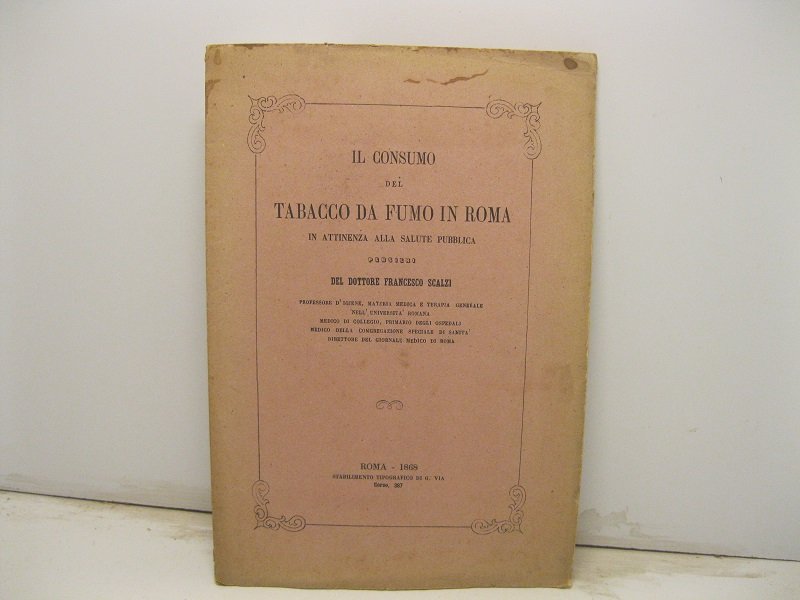 IL CONSUMO
DEL
TABACCO DA FUMO IN ROMA
IN ATTINENZA ALLA SALUTE PUBBLICA
PENSIERI
DEL DOTTORE FRANCESCO SCALZI
PROFESSORE D'IGIENE, MATERIA MEDICA E TERAPIA GENERALE
NELL'UNIVERSITA' ROMANA
MEDICO DI COLLEGIO, PRIMARIO DEGLI OSPEDALI
MEDICO DELLA CONGREGAZIONE SPECIALE DI SANITA'
DIRETTORE DEL GIORNALE MEDICO DI ROMA
ROMA - 1868
STABILIMENTO TIPOGRAFICO DI G. VIA
Corso, 387